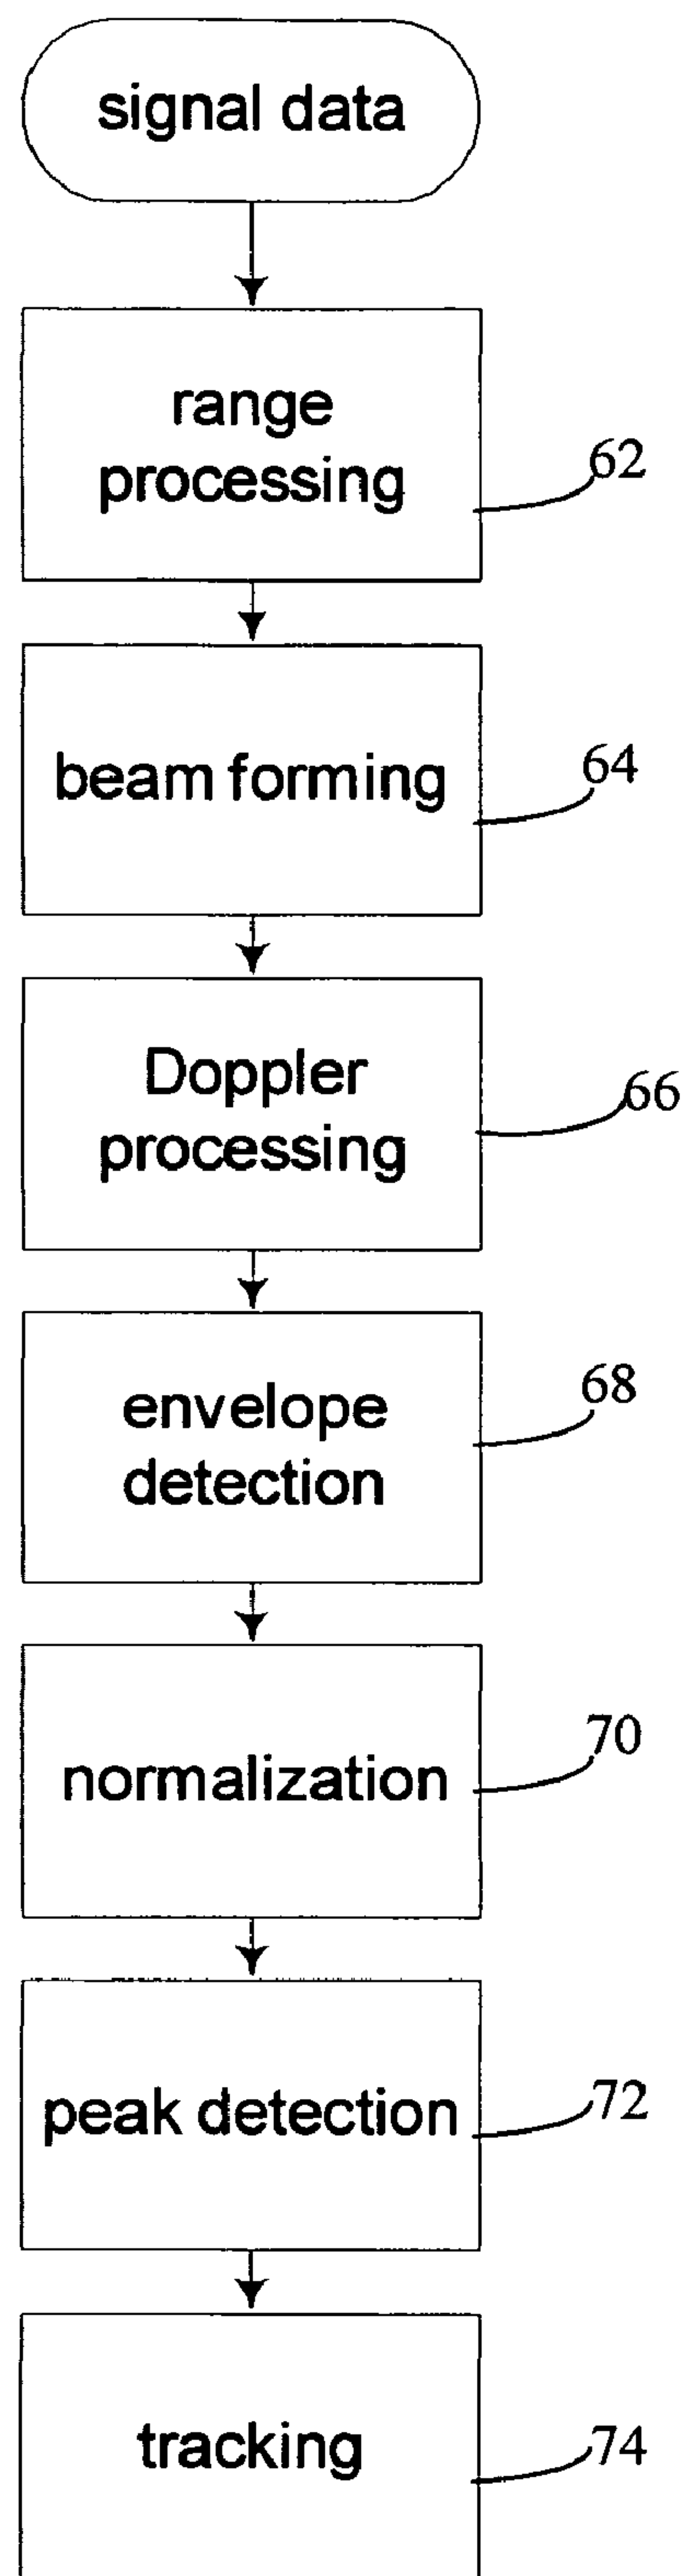 signal data
range
processing
62
beam forming
64
Doppler
processing
66
envelope
detection
68
normalization
70
peak detection
72
tracking
74